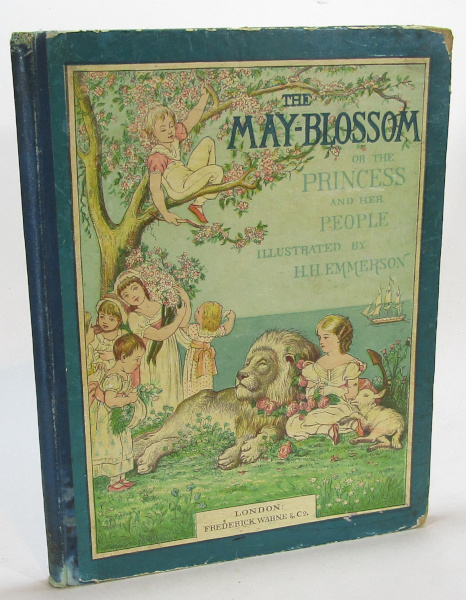 THE
MAY-BLOSSOM
OR THE
PRINCESS
AND HER
PEOPLE
ILLUSTRATED BY
H.H.EMMERSON
LONDON:
FREDERICK WARNE & Co.